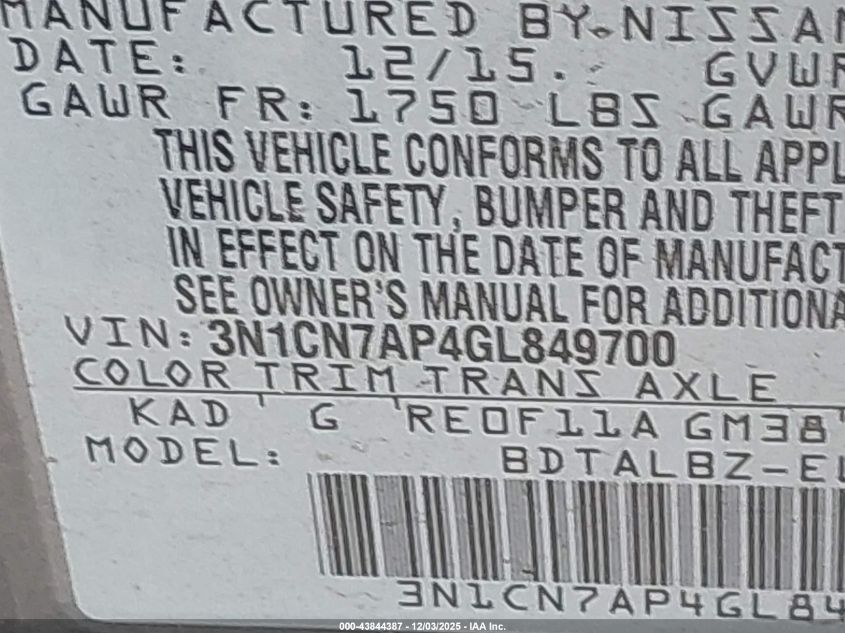 MANUFACTURED BY NISSAN
DATE: 12/15. GVWR
GAWR FR: 1750 LBS GAWR
THIS VEHICLE CONFORMS TO ALL APPL
VEHICLE SAFETY, BUMPER AND THEFT
IN EFFECT ON THE DATE OF MANUFACT
SEE OWNER'S MANUAL FOR ADDITIONA
VIN: 3N1CN7AP4GL849700
COLOR TRIM TRANS AXLE
KAD G RE0F11A GM38
MODEL: BDTALBZ-EU
3N1CN7AP4GL84
000-43844387 - 12/03/2025 - IAA Inc.